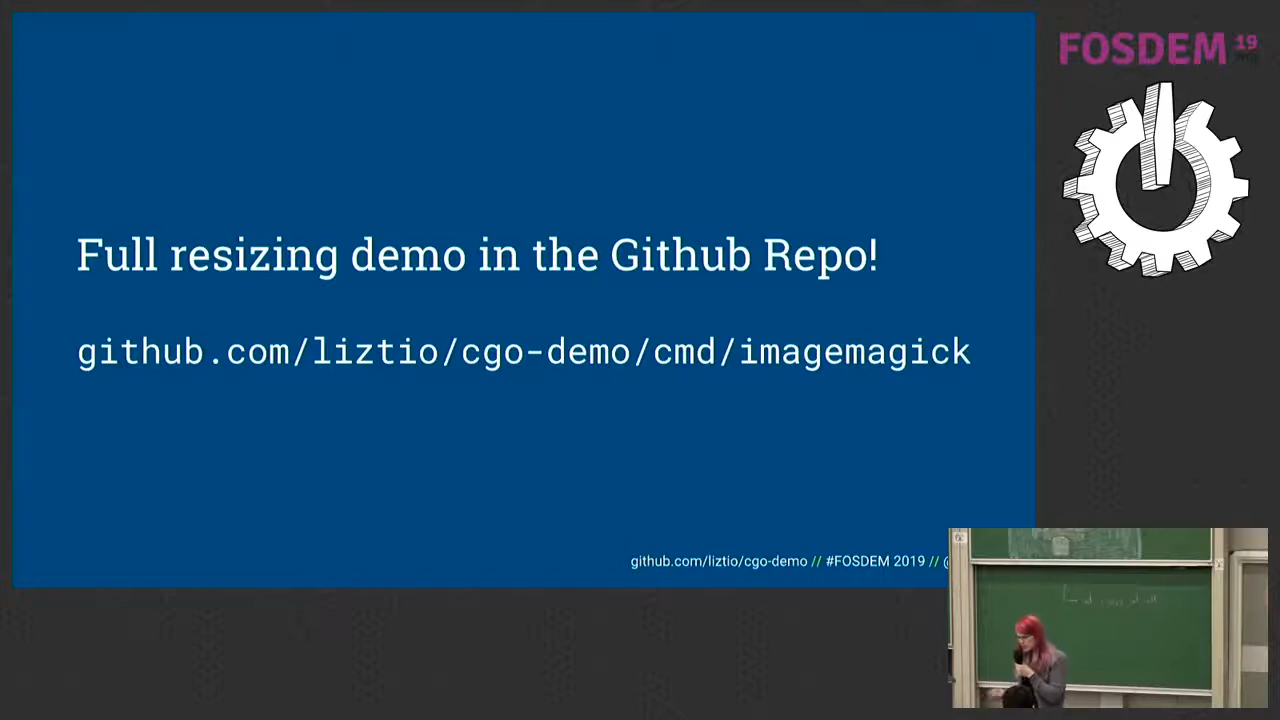 FOSDEM 19
Full resizing demo in the Github Repo!
github.com/liztio/cgo-demo/cmd/imagemagick
github.com/liztio/cgo-demo // #FOSDEM 2019 // @